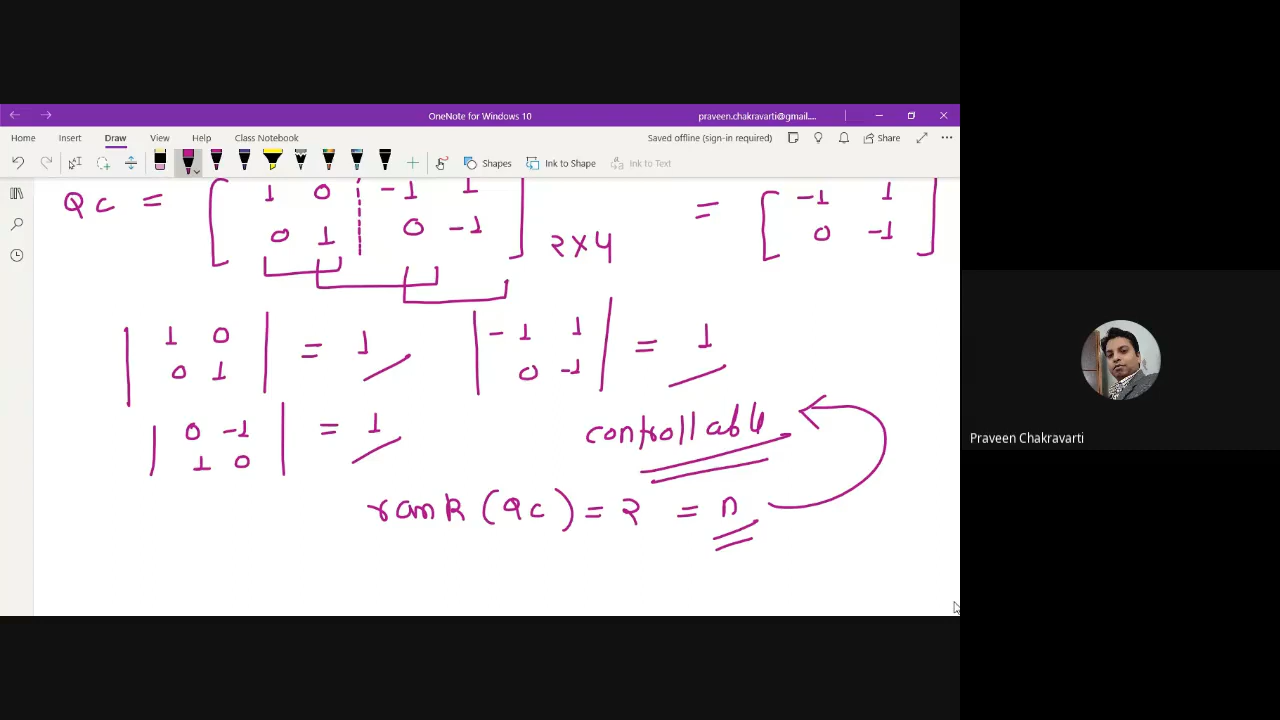 OneNote for Windows 10
praveen.chakravarti@gmail....
Home Insert Draw View Help Class Notebook
Saved offline (sign-in required) Share
Shapes Ink to Shape Ink to Text
Qc = [ 1 0 -1 1
0 1 0 -1 ] 2×4
= [ -1 1
0 -1 ]
| 1 0
0 1 | = 1
| -1 1
0 -1 | = 1
| 0 -1
1 0 | = 1
controllable
rank (Qc) = 2 = n
Praveen Chakravarti